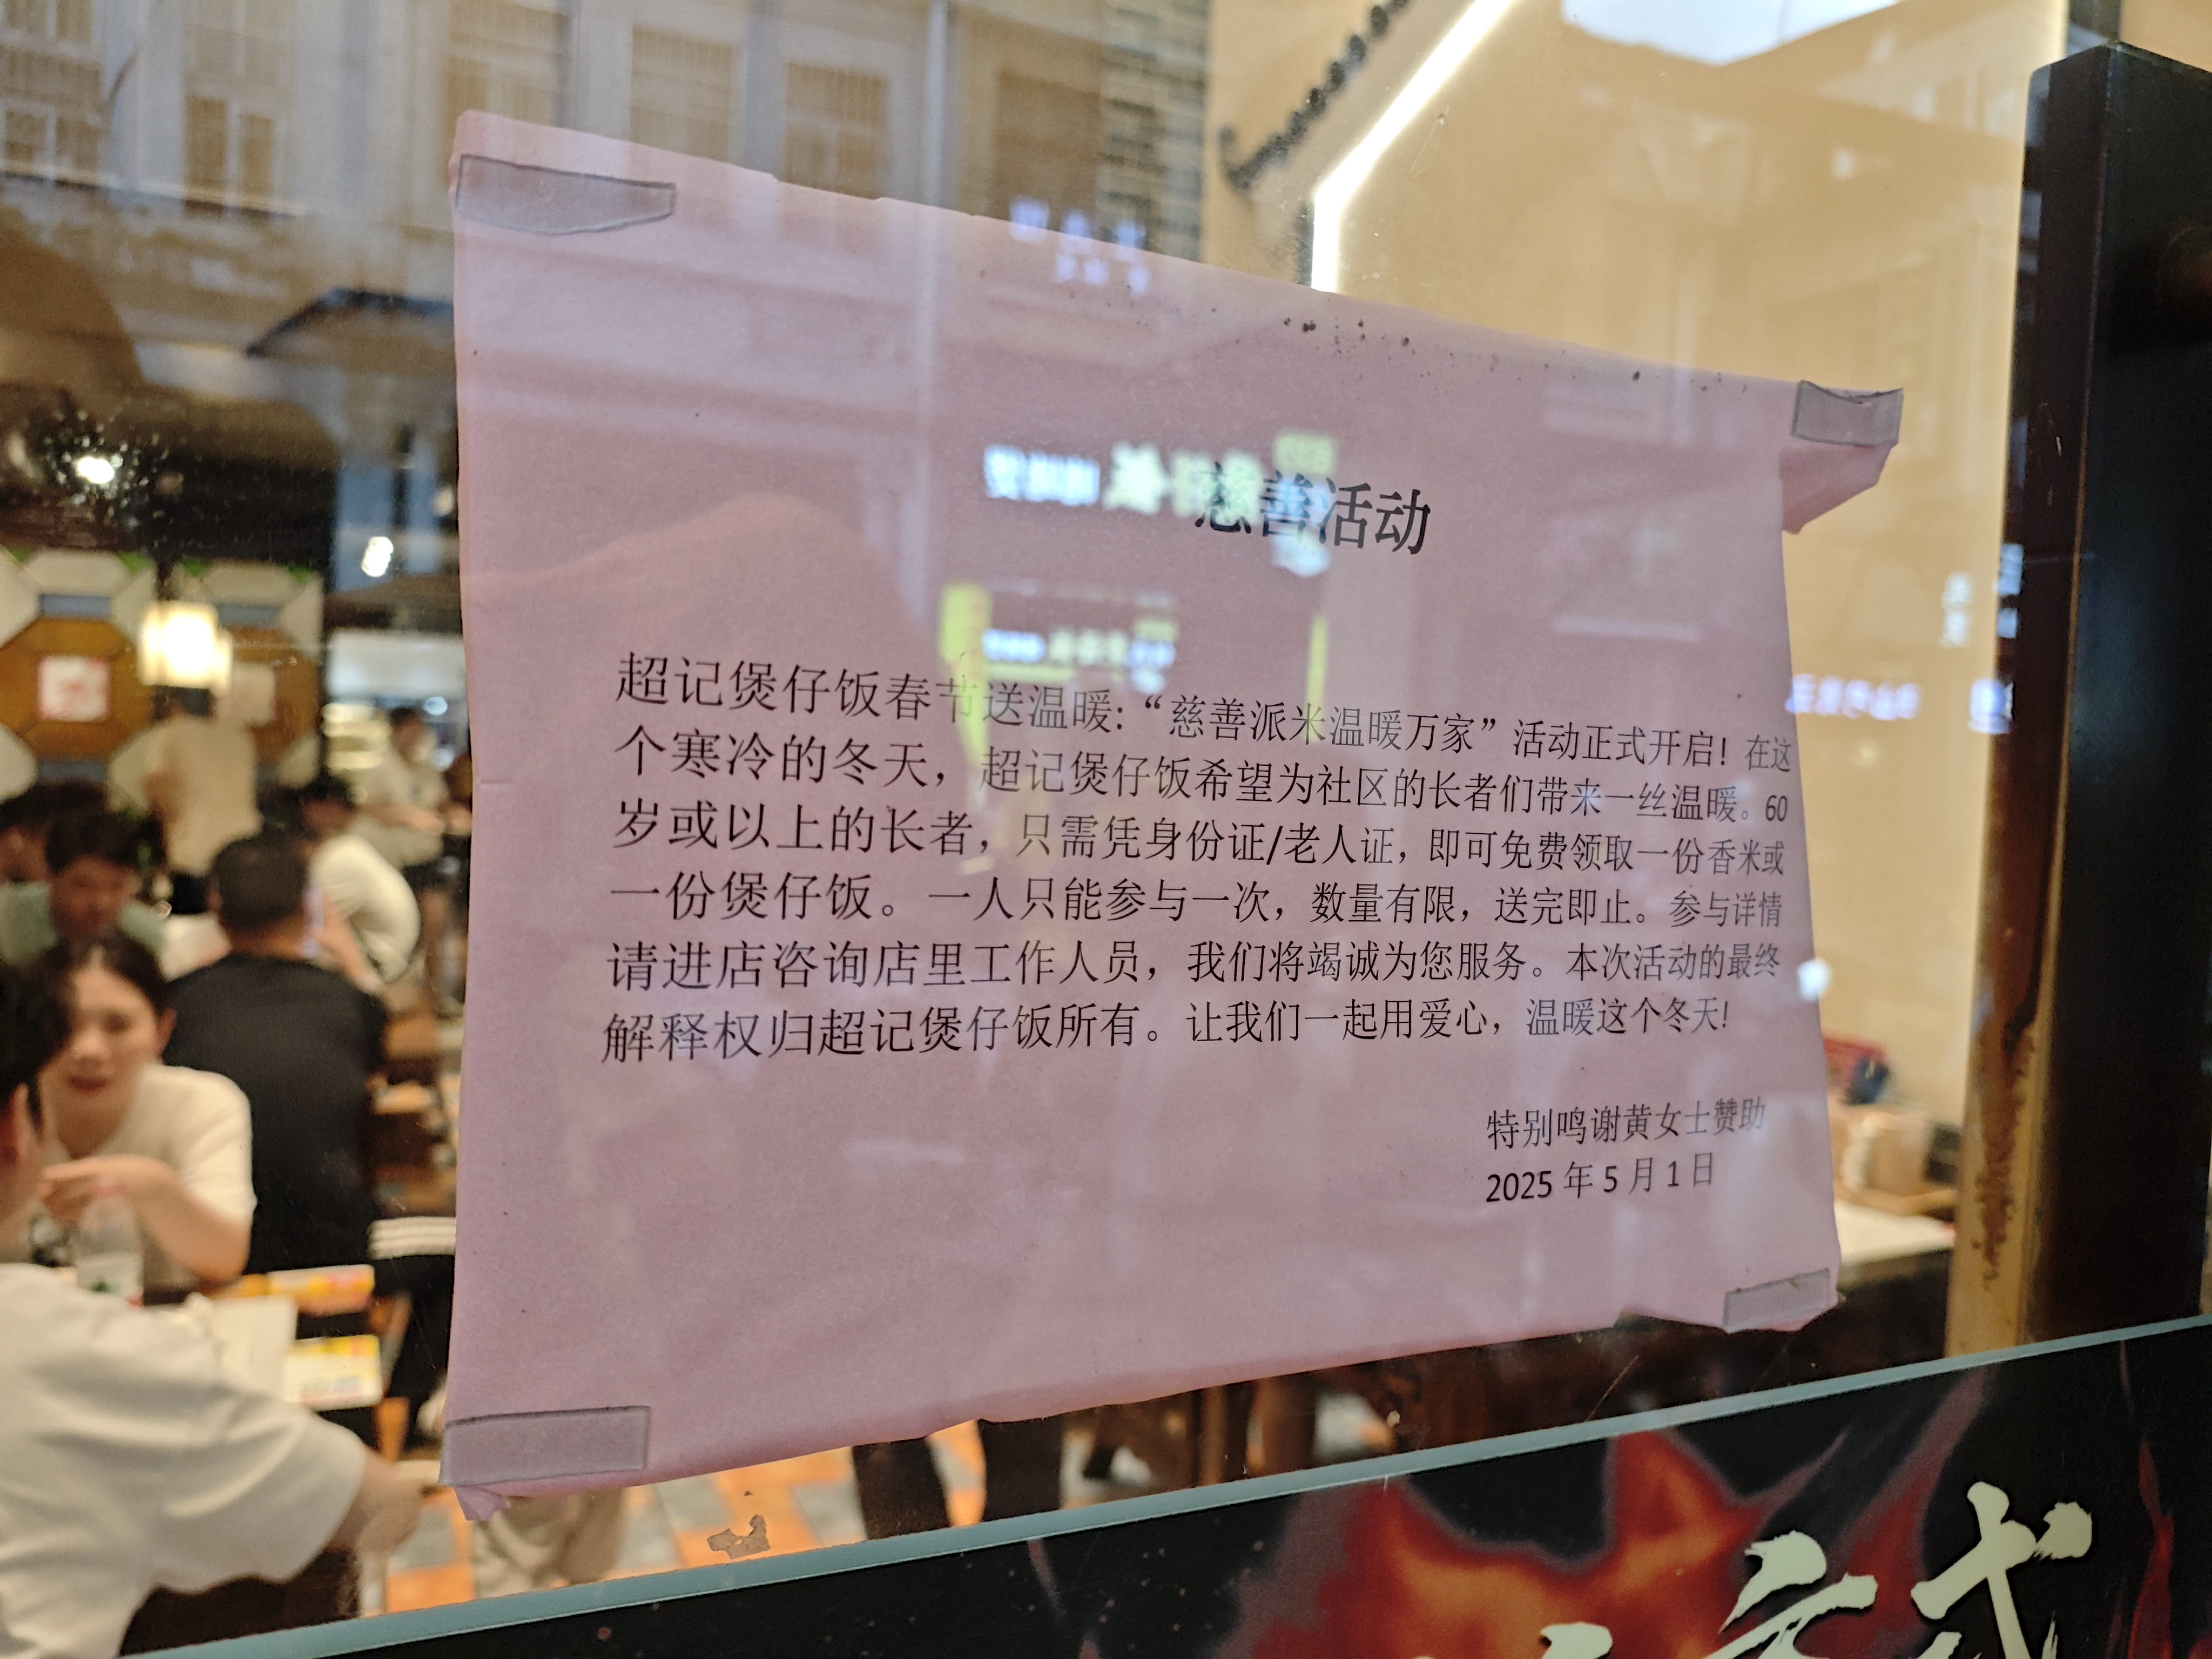 慈善活动
超记煲仔饭春节送温暖:“慈善派米温暖万家”活动正式开启！在这
个寒冷的冬天，超记煲仔饭希望为社区的长者们带来一丝温暖。60
岁或以上的长者，只需凭身份证/老人证，即可免费领取一份香米或
一份煲仔饭。一人只能参与一次，数量有限，送完即止。参与详情
请进店咨询店里工作人员，我们将竭诚为您服务。本次活动的最终
解释权归超记煲仔饭所有。让我们一起用爱心，温暖这个冬天!
特别鸣谢黄女士赞助
2025 年 5 月 1 日
式